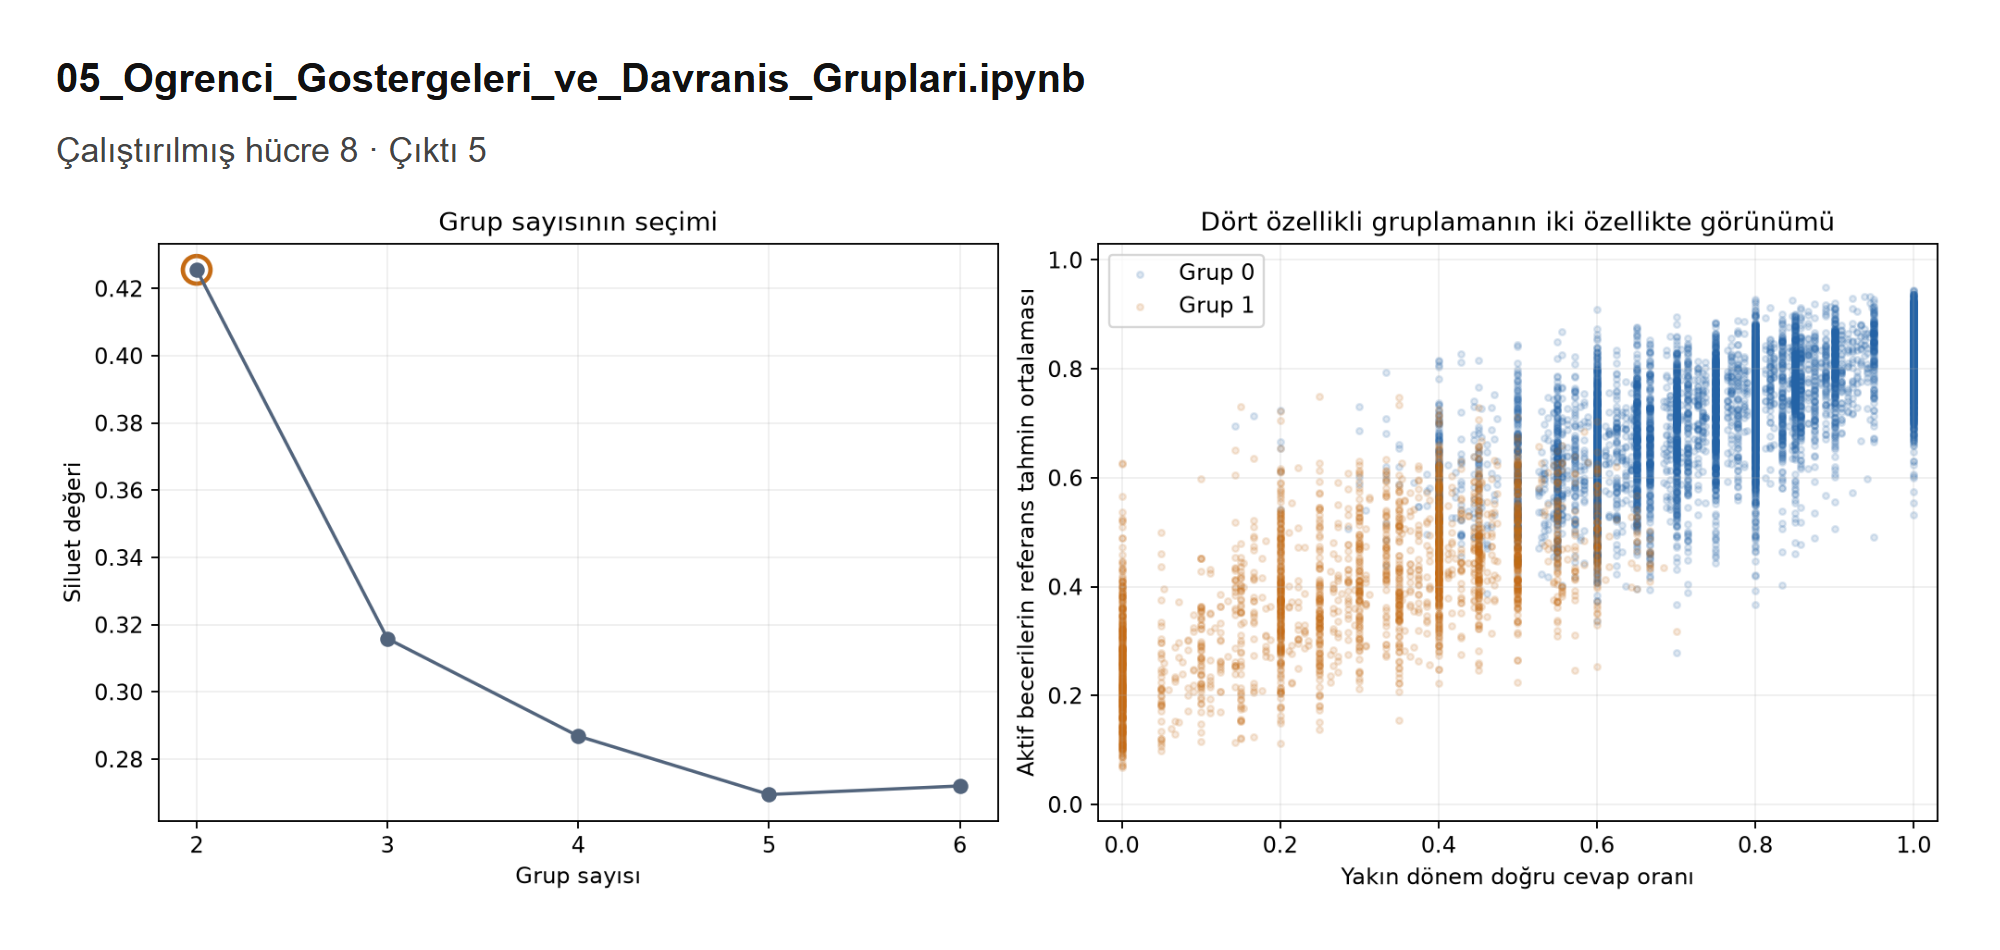 05_Ogrenci_Gostergeleri_ve_Davranis_Gruplari.ipynb
Çalıştırılmış hücre 8 · Çıktı 5
Grup sayısının seçimi
Siluet değeri
0.42
0.40
0.38
0.36
0.34
0.32
0.30
0.28
2 3 4 5 6
Grup sayısı
Dört özellikli gruplamanın iki özellikte görünümü
Aktif becerilerin referans tahmin ortalaması
Grup 0
Grup 1
1.0
0.8
0.6
0.4
0.2
0.0
0.0 0.2 0.4 0.6 0.8 1.0
Yakın dönem doğru cevap oranı